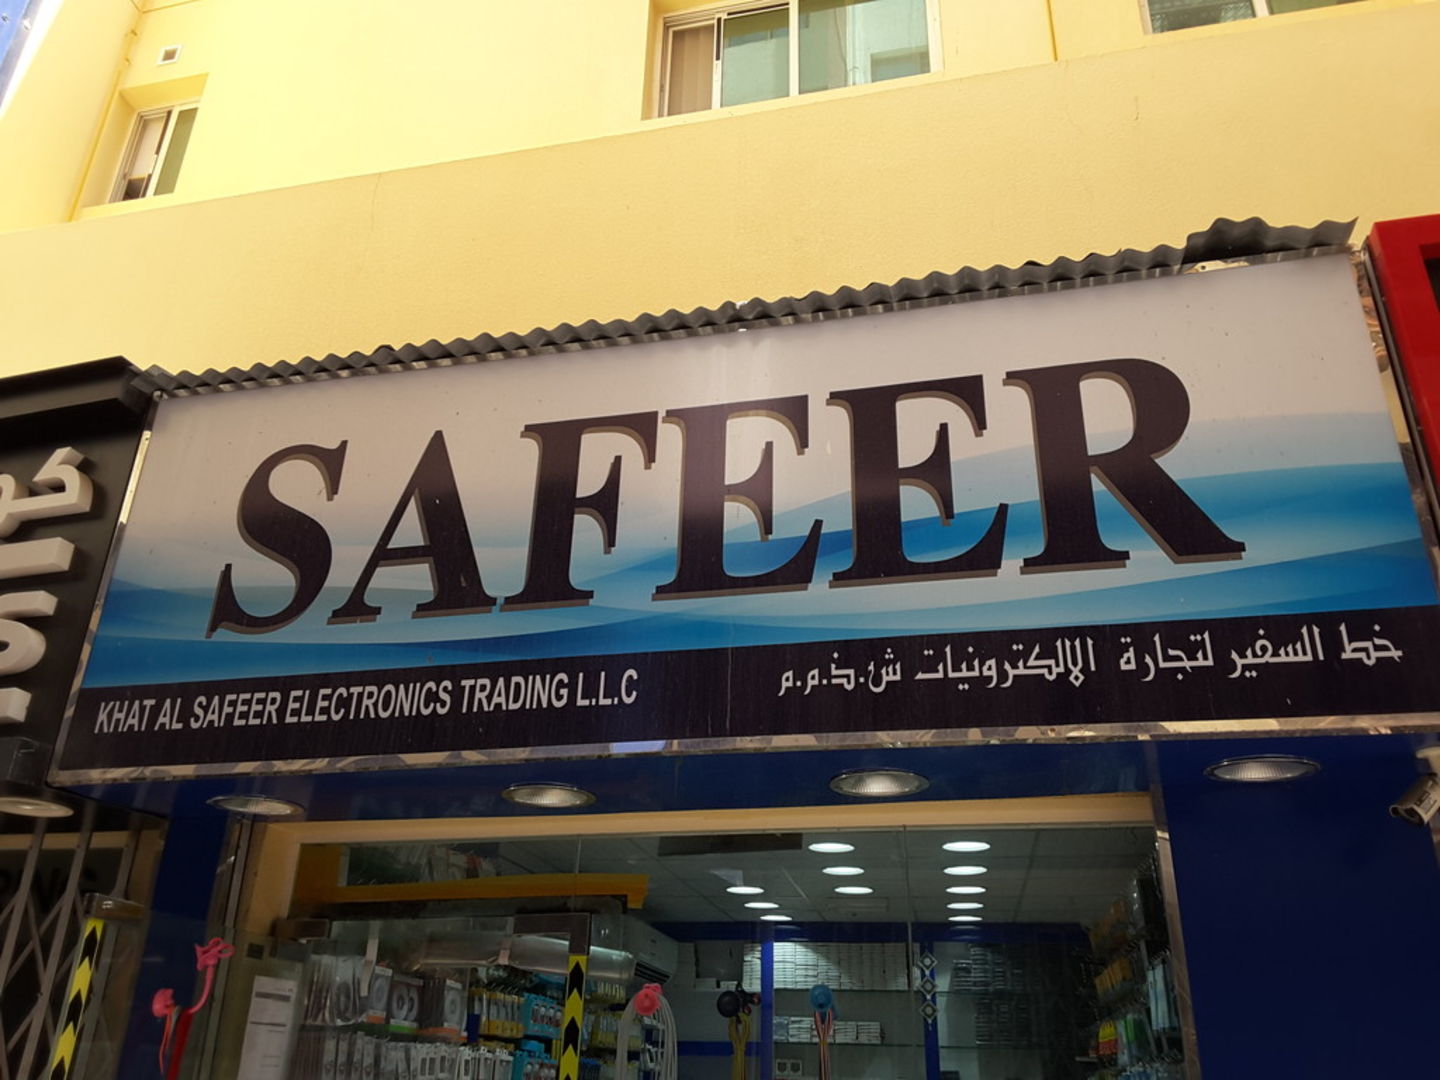 SAFEER
KHAT AL SAFEER ELECTRONICS TRADING L.L.C
خط السفير لتجارة الالكترونيات ش.ذ.م.م